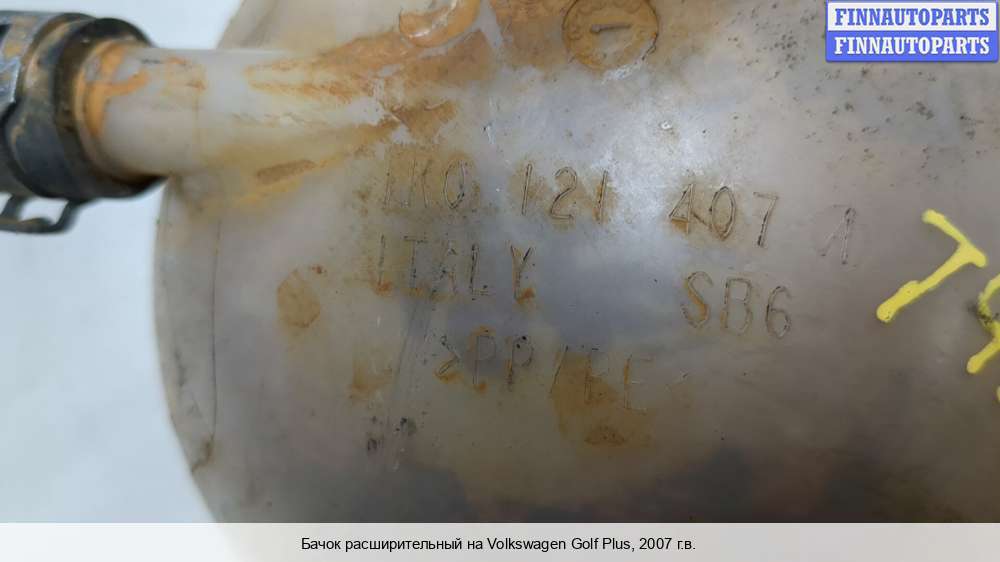 FINNAUTOPARTS
FINNAUTOPARTS
1K0 121 407 A
ITALY SB6
>PP/PE<
Бачок расширительный на Volkswagen Golf Plus, 2007 г.в.